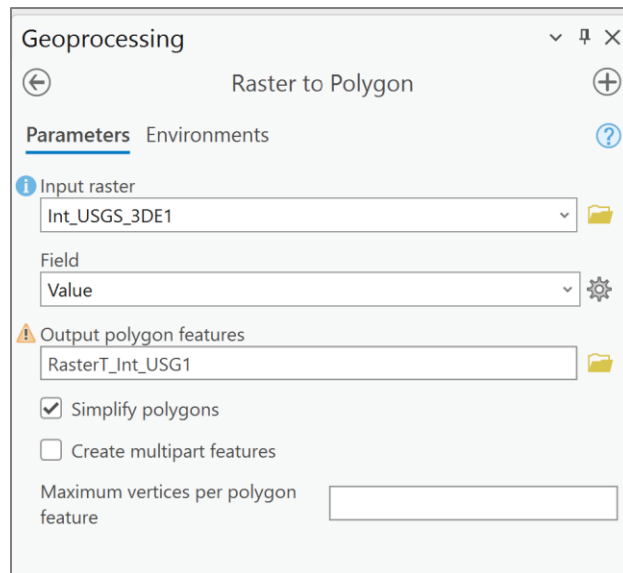 Geoprocessing
Raster to Polygon
Parameters Environments
Input raster
Int_USGS_3DE1
Field
Value
Output polygon features
RasterT_Int_USG1
Simplify polygons
Create multipart features
Maximum vertices per polygon
feature